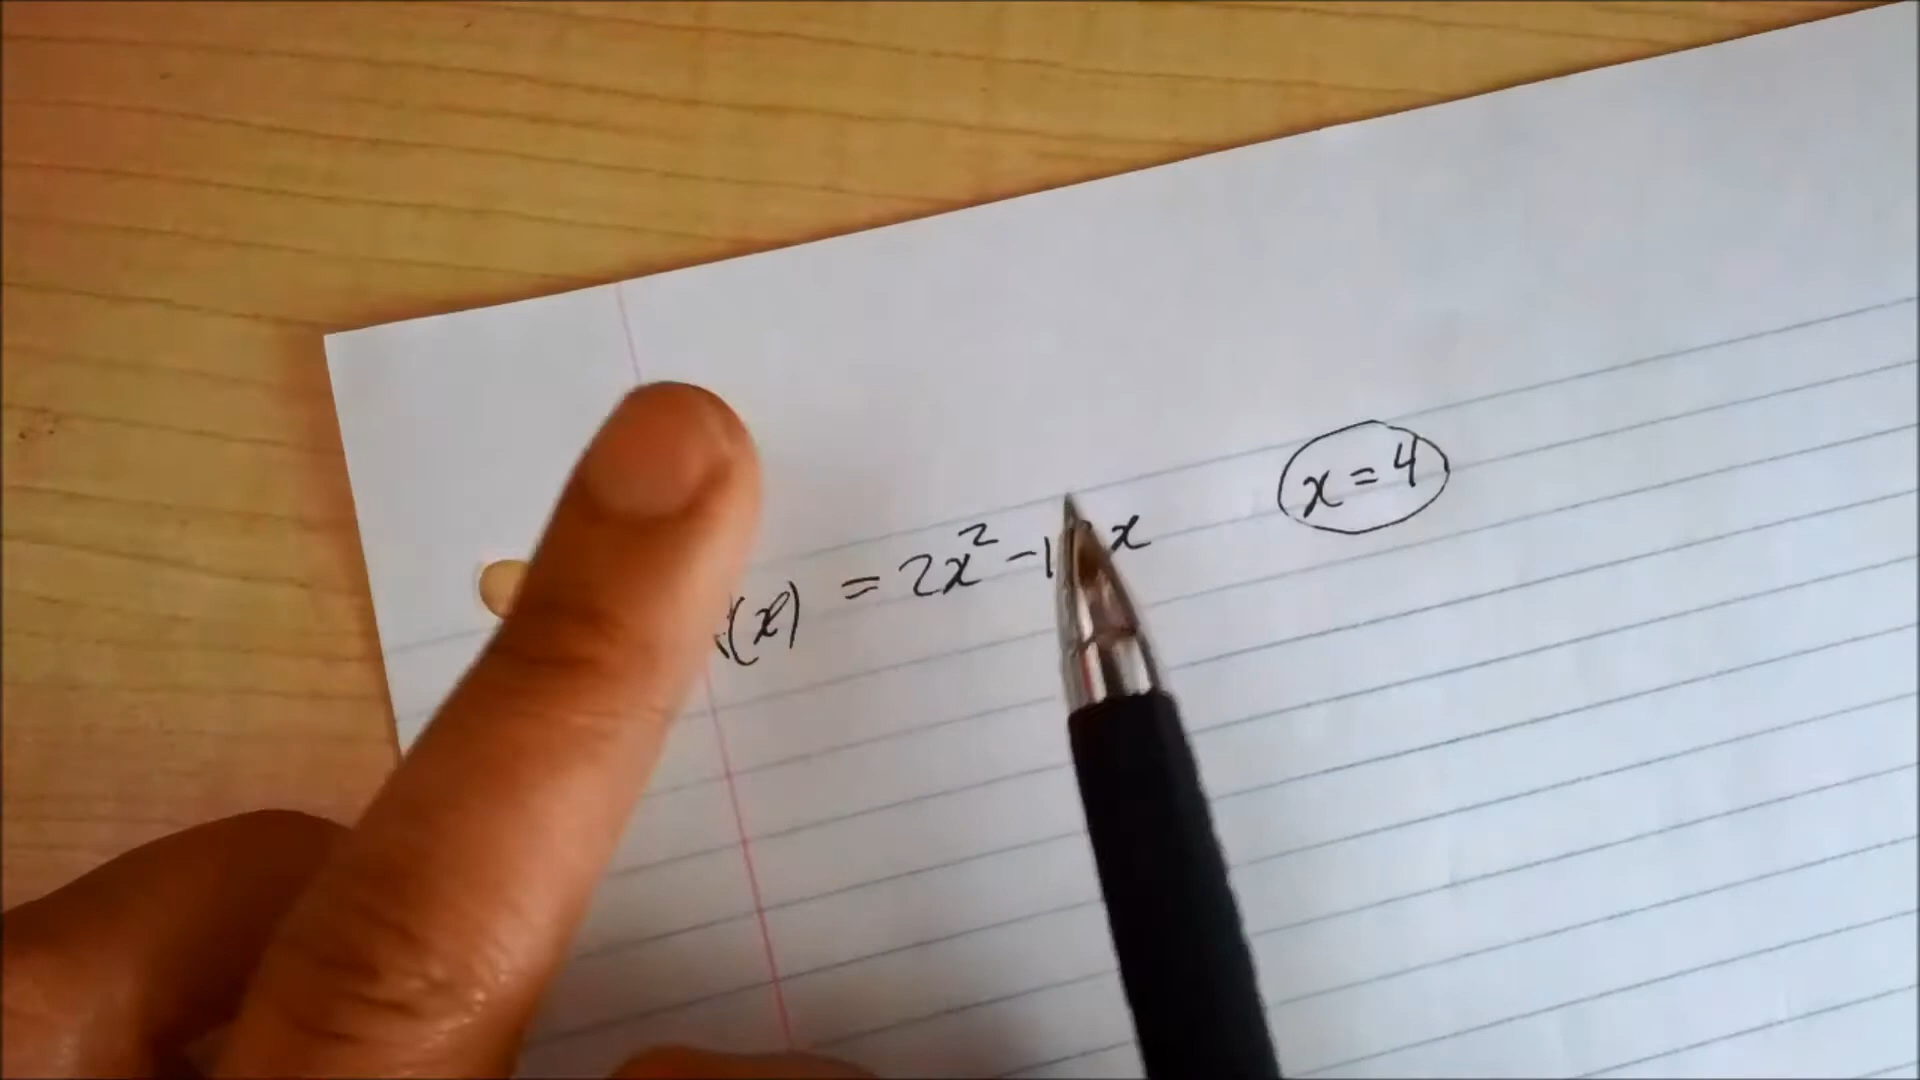 (x) = 2x² - 1 x
x = 4